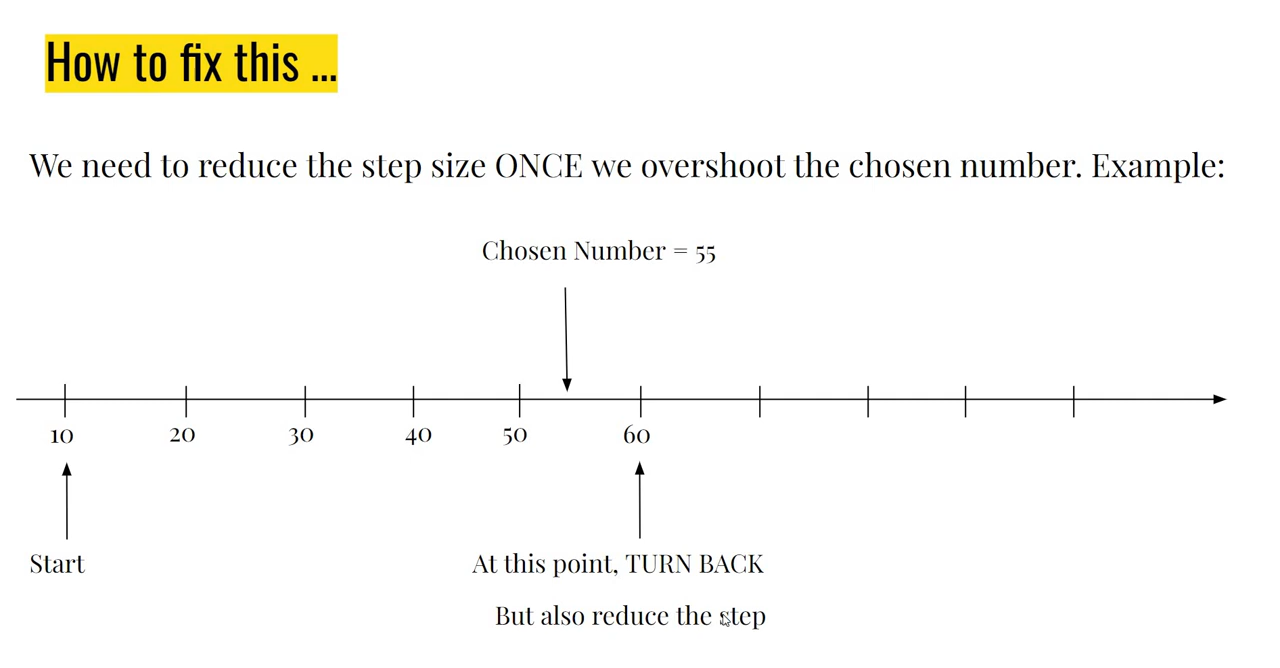 How to fix this ...
We need to reduce the step size ONCE we overshoot the chosen number. Example:
Chosen Number = 55
10 20 30 40 50 60
Start
At this point, TURN BACK
But also reduce the step